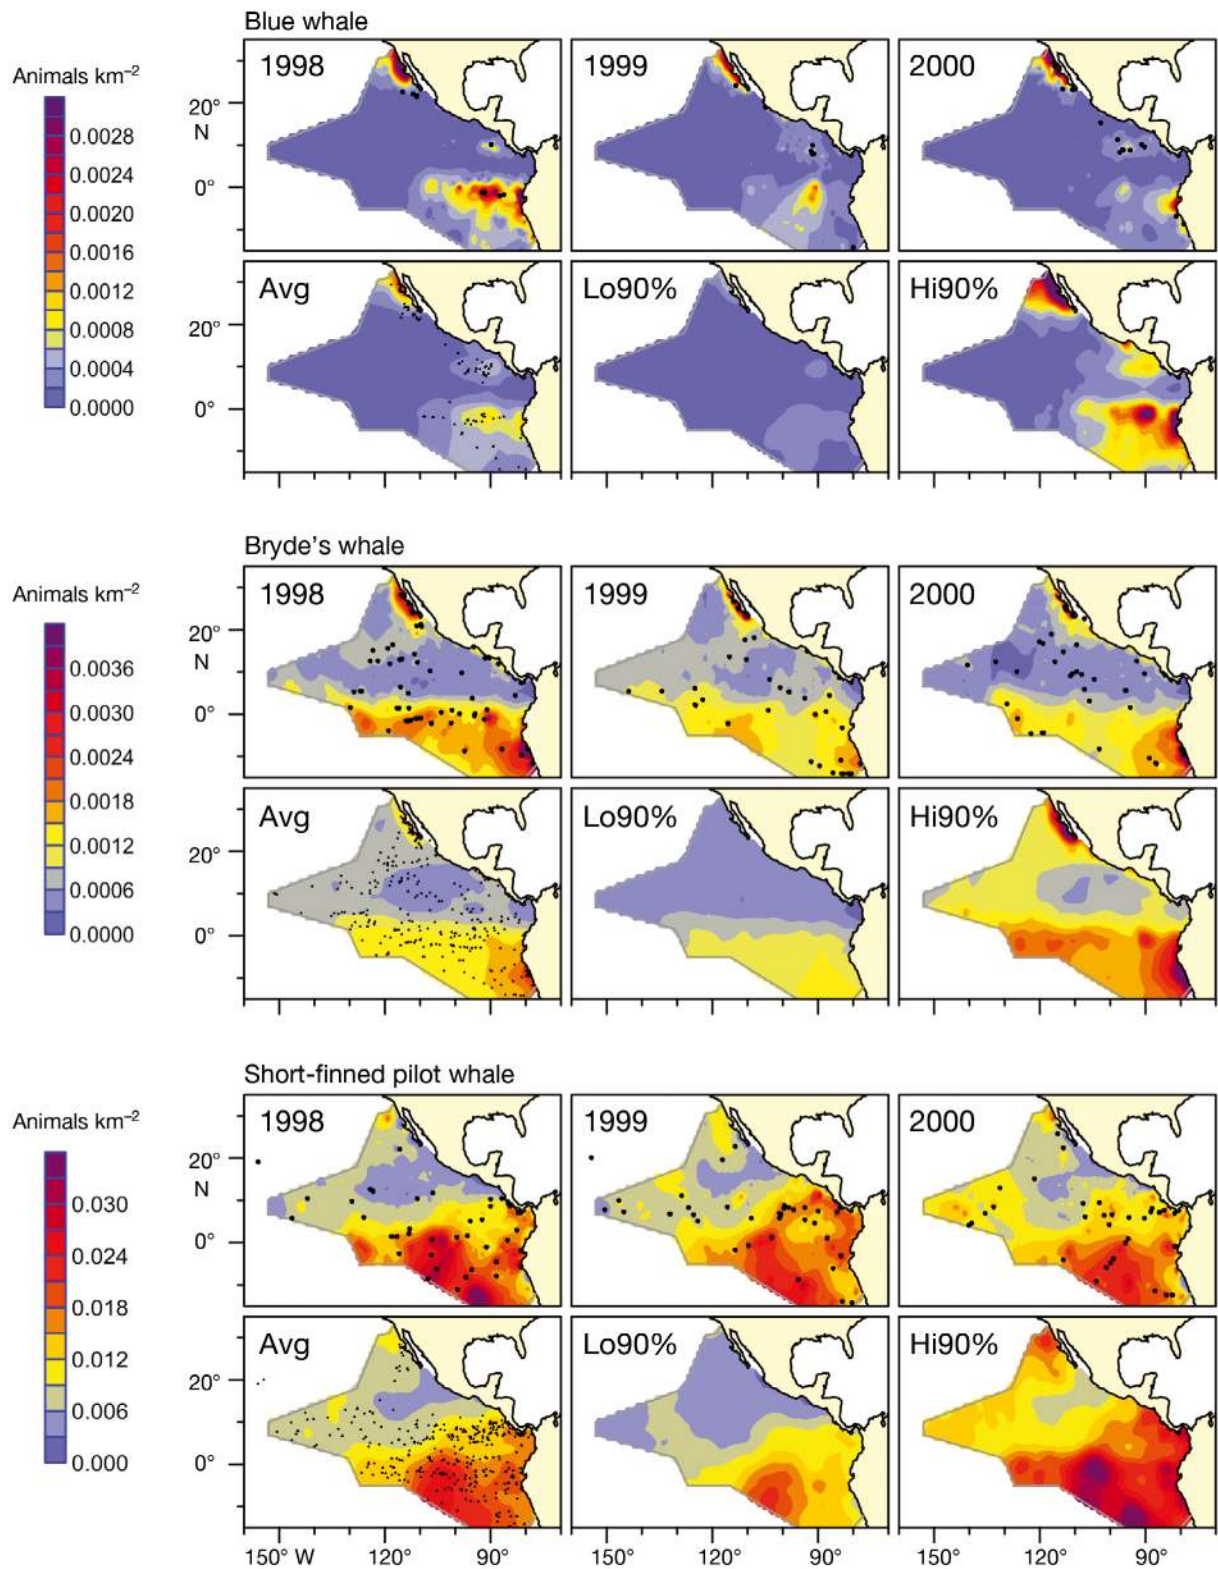 Blue whale
Animals km⁻²
1998
1999
2000
0.0028
0.0024
0.0020
0.0016
0.0012
0.0008
0.0004
0.0000
20°
N
0°
Avg
Lo90%
Hi90%
20°
0°
Bryde's whale
Animals km⁻²
1998
1999
2000
0.0036
0.0030
0.0024
0.0018
0.0012
0.0006
0.0000
20°
N
0°
Avg
Lo90%
Hi90%
20°
0°
Short-finned pilot whale
Animals km⁻²
1998
1999
2000
0.030
0.024
0.018
0.012
0.006
0.000
20°
N
0°
Avg
Lo90%
Hi90%
20°
0°
150° W 120° 90° 150° 120° 90° 150° 120° 90°